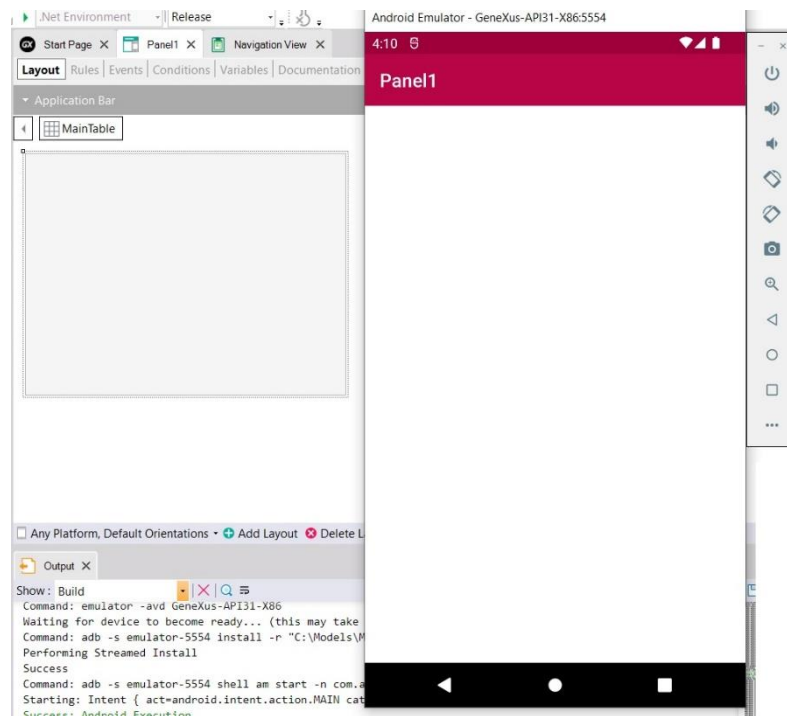 .Net Environment Release
Start Page Panel1 Navigation View
Layout Rules Events Conditions Variables Documentation
Application Bar
MainTable
Any Platform, Default Orientations Add Layout Delete L
Output
Show: Build
Command: emulator -avd GeneXus-API31-X86
Waiting for device to become ready... (this may take
Command: adb -s emulator-5554 install -r "C:\Models\M
Performing Streamed Install
Success
Command: adb -s emulator-5554 shell am start -n com.a
Starting: Intent { act=android.intent.action.MAIN cat
Success: Android Execution
Android Emulator - GeneXus-API31-X86:5554
4:10
Panel1